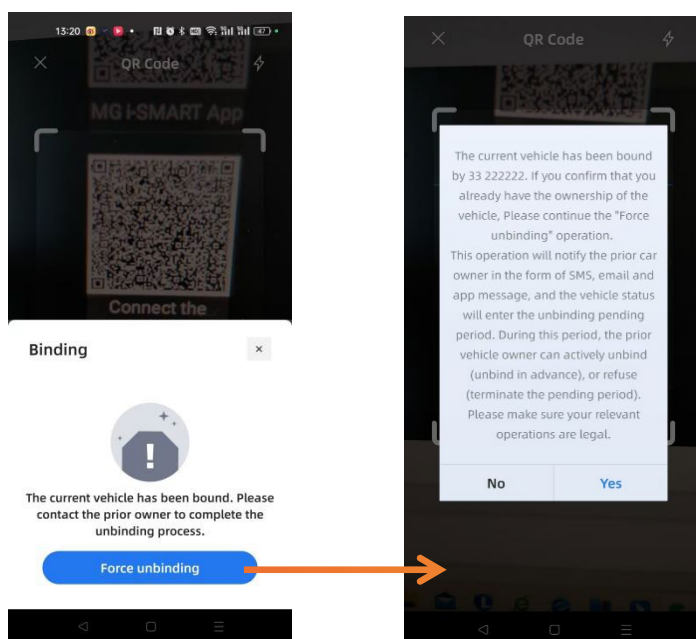 13:20
47
QR Code
MG i-SMART App
Connect the
Binding
The current vehicle has been bound. Please
contact the prior owner to complete the
unbinding process.
Force unbinding
QR Code
The current vehicle has been bound
by 33 222222. If you confirm that you
already have the ownership of the
vehicle, Please continue the "Force
unbinding" operation.
This operation will notify the prior car
owner in the form of SMS, email and
app message, and the vehicle status
will enter the unbinding pending
period. During this period, the prior
vehicle owner can actively unbind
(unbind in advance), or refuse
(terminate the pending period).
Please make sure your relevant
operations are legal.
No
Yes